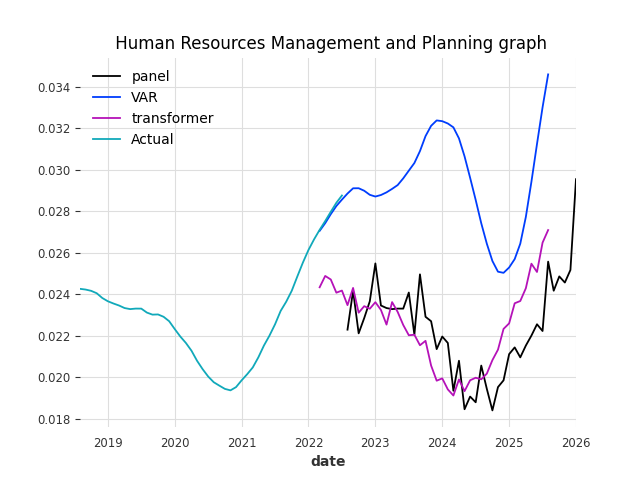 Human Resources Management and Planning graph
panel
VAR
transformer
Actual
0.034
0.032
0.030
0.028
0.026
0.024
0.022
0.020
0.018
2019 2020 2021 2022 2023 2024 2025 2026
date